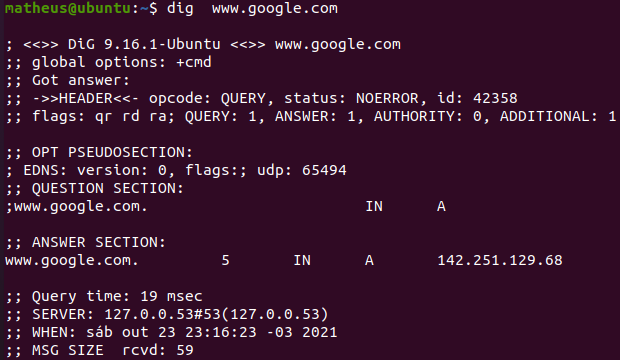 matheus@ubuntu:~$ dig  www.google.com

; <<>> DiG 9.16.1-Ubuntu <<>> www.google.com
;; global options: +cmd
;; Got answer:
;; ->>HEADER<<- opcode: QUERY, status: NOERROR, id: 42358
;; flags: qr rd ra; QUERY: 1, ANSWER: 1, AUTHORITY: 0, ADDITIONAL: 1

;; OPT PSEUDOSECTION:
; EDNS: version: 0, flags:; udp: 65494
;; QUESTION SECTION:
;www.google.com.			IN	A

;; ANSWER SECTION:
www.google.com.		5	IN	A	142.251.129.68

;; Query time: 19 msec
;; SERVER: 127.0.0.53#53(127.0.0.53)
;; WHEN: sáb out 23 23:16:23 -03 2021
;; MSG SIZE  rcvd: 59